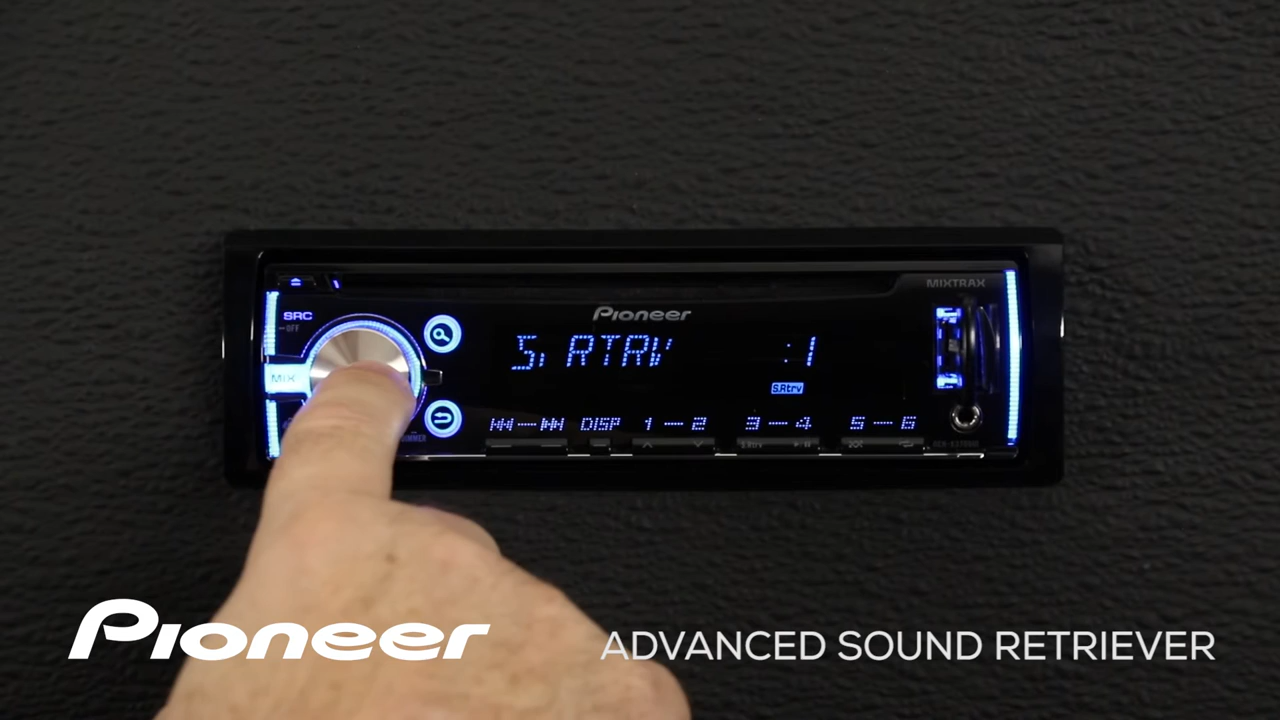 MIXTRAX
SRC
OFF
Pioneer
S. RTRV :1
MIX
S.Rtrv
DISP 1 2 3 4 5 6
S.Rtrv
Pioneer
ADVANCED SOUND RETRIEVER